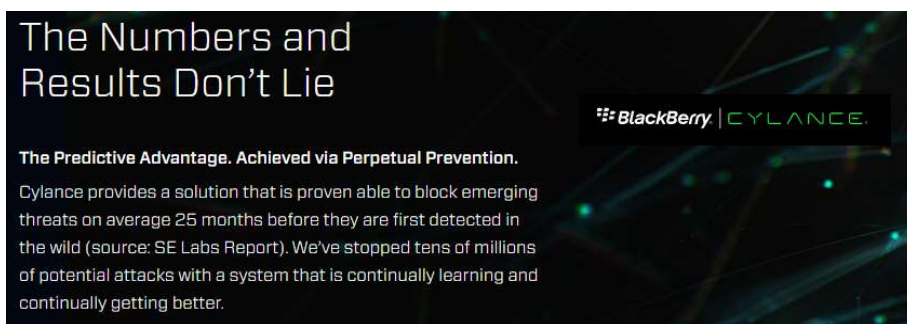 The Numbers and
Results Don't Lie
BlackBerry. | CYLANCE.
The Predictive Advantage. Achieved via Perpetual Prevention.
Cylance provides a solution that is proven able to block emerging
threats on average 25 months before they are first detected in
the wild (source: SE Labs Report). We've stopped tens of millions
of potential attacks with a system that is continually learning and
continually getting better.